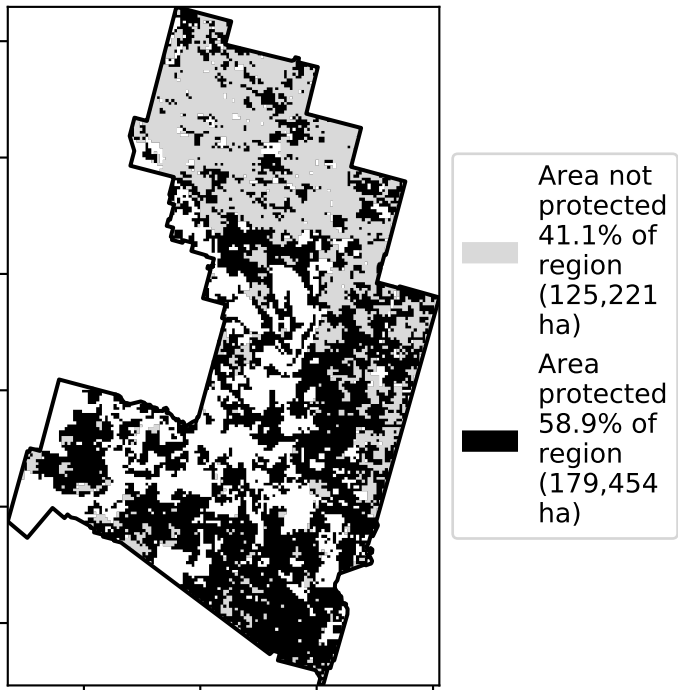 Area not
protected
41.1% of
region
(125,221
ha)
Area
protected
58.9% of
region
(179,454
ha)